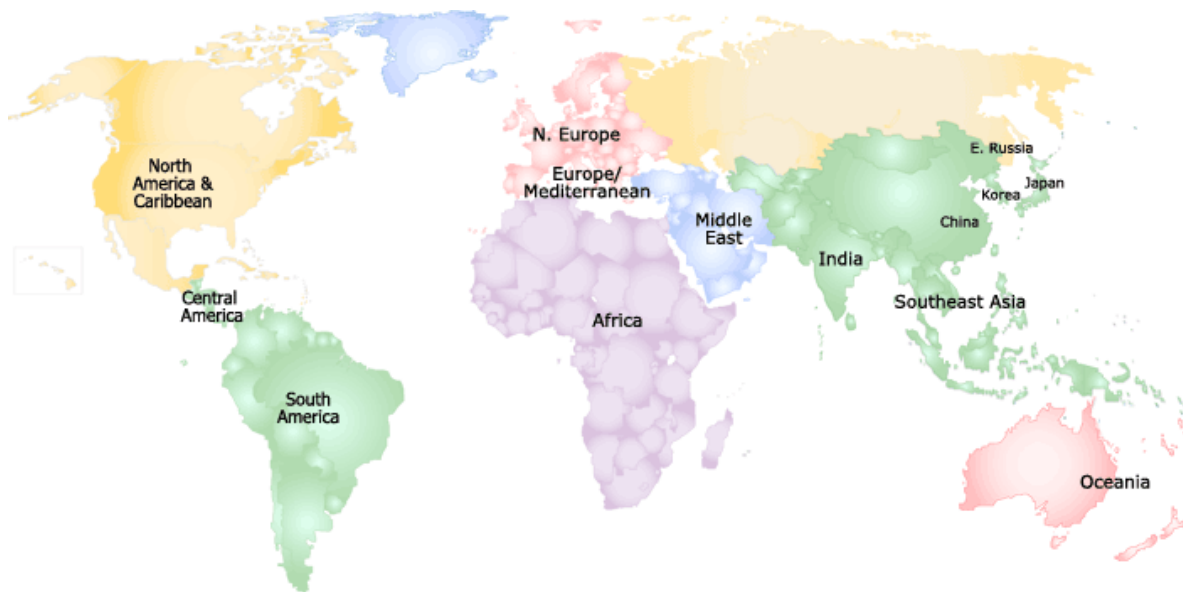 North
America &
Caribbean
Central
America
South
America
N. Europe
Europe/
Mediterranean
Middle
East
Africa
E. Russia
Korea
Japan
China
India
Southeast Asia
Oceania